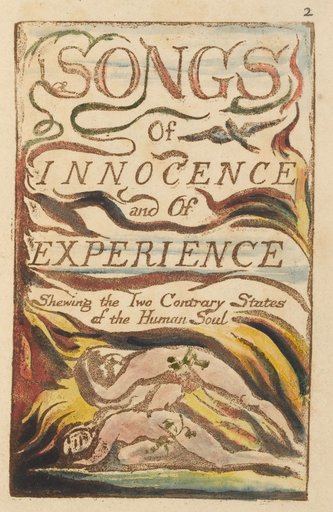 2
SONGS
Of
INNOCENCE
and Of
EXPERIENCE
Shewing the Two Contrary States
of the Human Soul